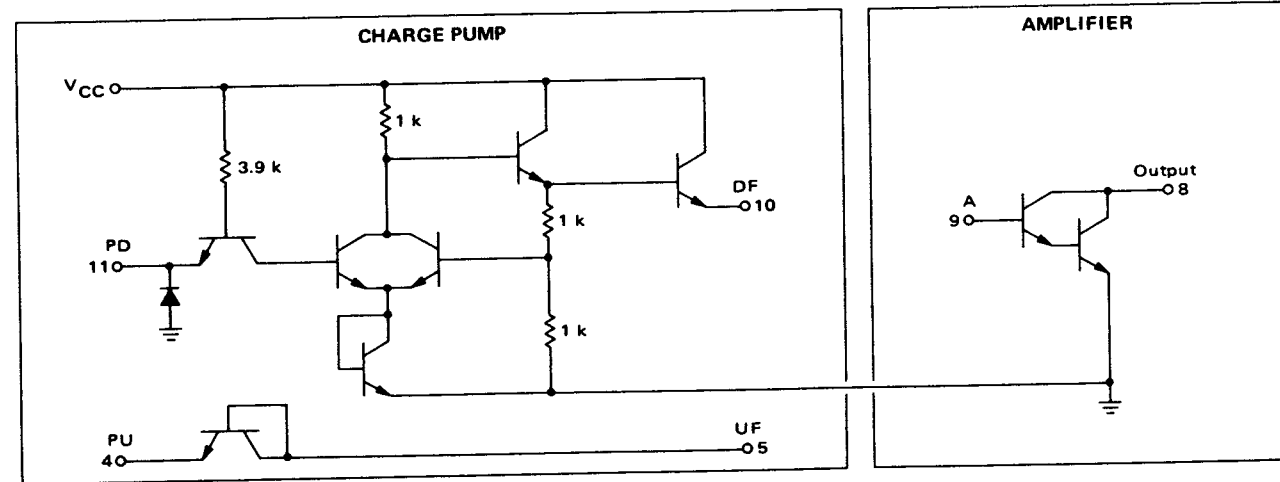 CHARGE PUMP
AMPLIFIER
VCC
1 k
3.9 k
DF
10
1 k
PD
11
1 k
PU
4
UF
5
A
9
Output
8